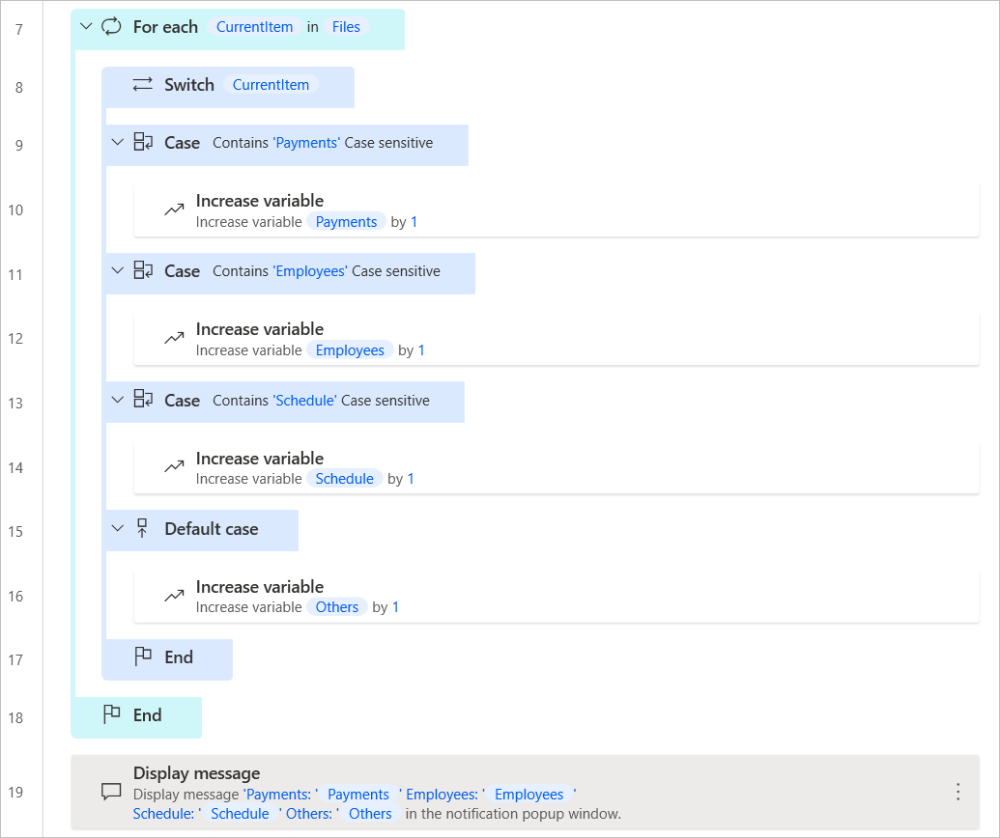 7 For each CurrentItem in Files
8 Switch CurrentItem
9 Case Contains 'Payments' Case sensitive
10 Increase variable
Increase variable Payments by 1
11 Case Contains 'Employees' Case sensitive
12 Increase variable
Increase variable Employees by 1
13 Case Contains 'Schedule' Case sensitive
14 Increase variable
Increase variable Schedule by 1
15 Default case
16 Increase variable
Increase variable Others by 1
17 End
18 End
19 Display message
Display message 'Payments: ' Payments ' Employees: ' Employees '
Schedule: ' Schedule ' Others: ' Others in the notification popup window.